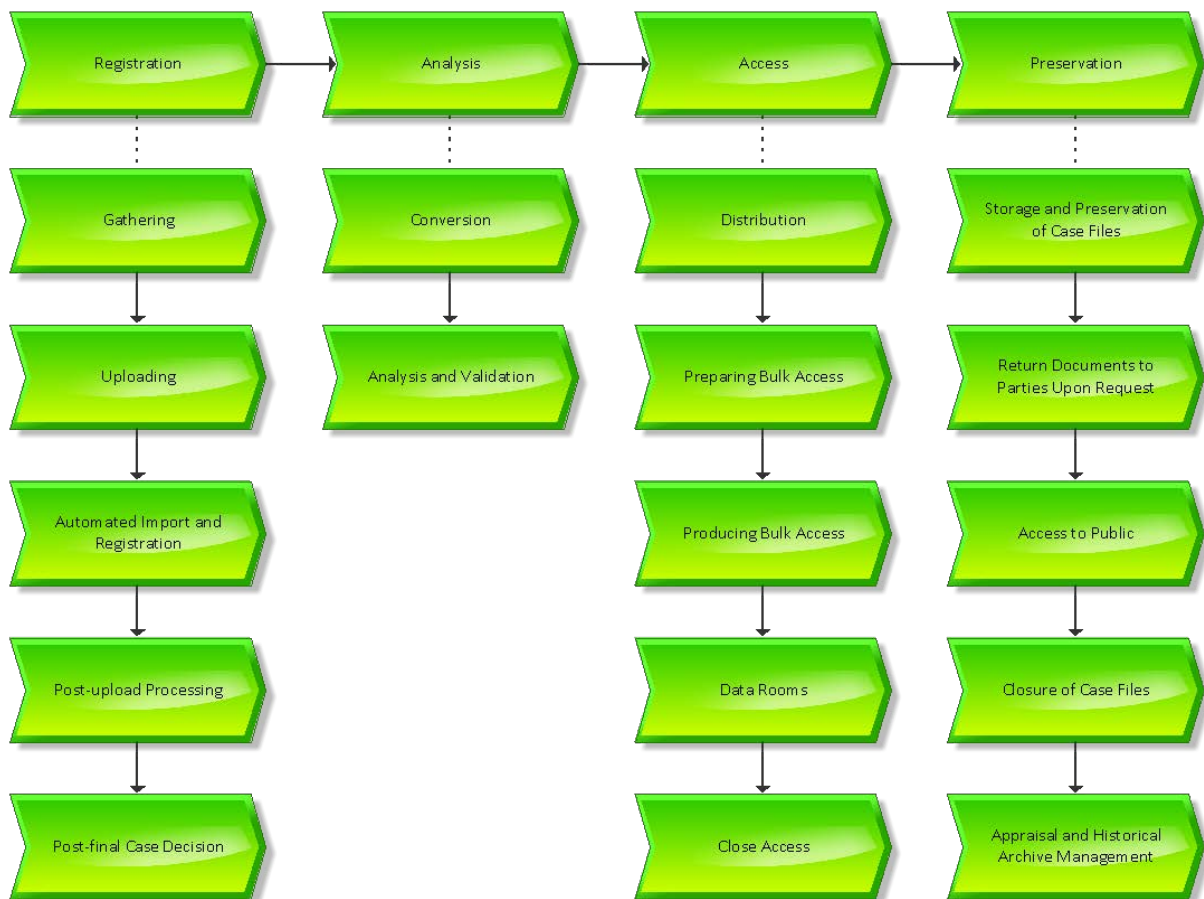 Registration
Analysis
Access
Preservation
Gathering
Conversion
Distribution
Storage and Preservation
of Case Files
Uploading
Analysis and Validation
Preparing Bulk Access
Return Documents to
Parties Upon Request
Automated Import and
Registration
Producing Bulk Access
Access to Public
Post-upload Processing
Data Rooms
Closure of Case Files
Post-final Case Decision
Close Access
Appraisal and Historical
Archive Management